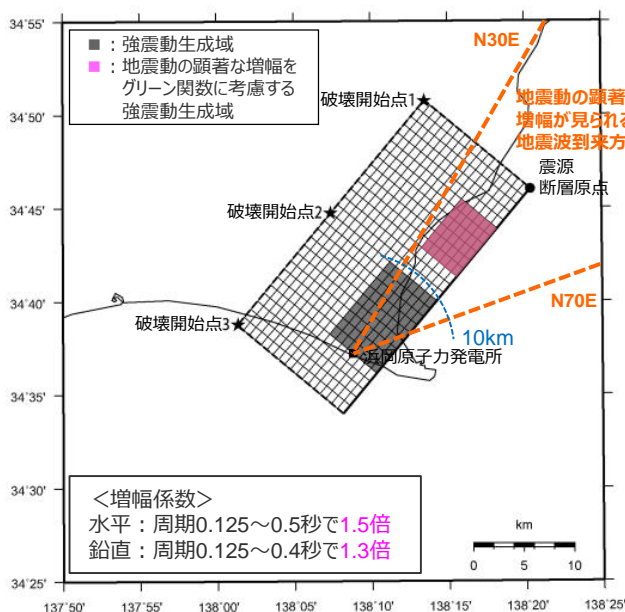 34°55'
■：強震動生成域
■：地震動の顕著な増幅を
グリーン関数に考慮する
強震動生成域
N30E
34°50'
破壊開始点1
地震動の顕著
増幅が見られる
地震波到来方
震源
断層原点
34°45'
破壊開始点2
34°40'
破壊開始点3
N70E
10km
浜岡原子力発電所
34°35'
34°30'
＜増幅係数＞
水平：周期0.125～0.5秒で1.5倍
鉛直：周期0.125～0.4秒で1.3倍
km
0 5 10
34°25'
137°50' 137°55' 138°00' 138°05' 138°10' 138°15' 138°20' 138°25'